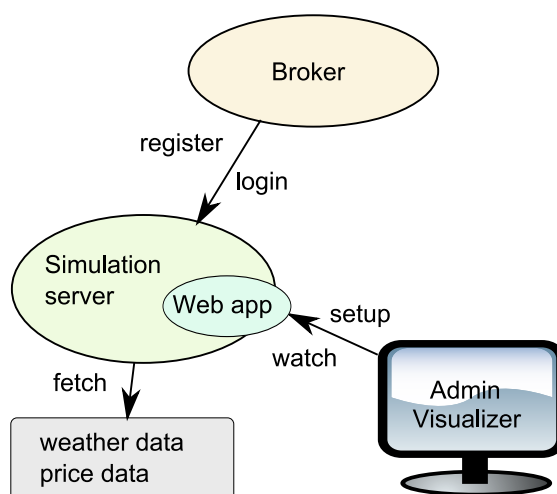 Broker
register
login
Simulation
server
Web app
setup
watch
fetch
Admin
Visualizer
weather data
price data